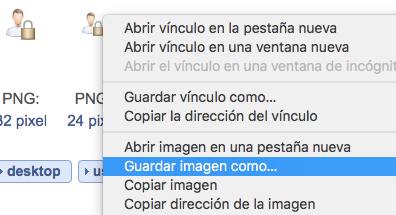 Abrir vínculo en la pestaña nueva
Abrir vínculo en una ventana nueva
Abrir el vínculo en una ventana de incógnit
Guardar vínculo como...
Copiar la dirección del vínculo
Abrir imagen en una pestaña nueva
Guardar imagen como...
Copiar imagen
Copiar dirección de la imagen
PNG: PNG
32 pixel 24 p
desktop us